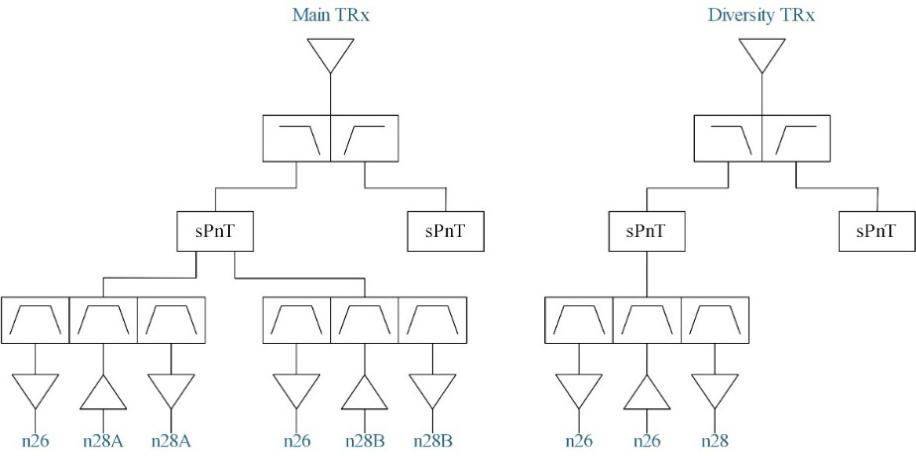 Main TRx
Diversity TRx
sPnT
sPnT
sPnT
sPnT
n26
n28A
n28A
n26
n28B
n28B
n26
n26
n28